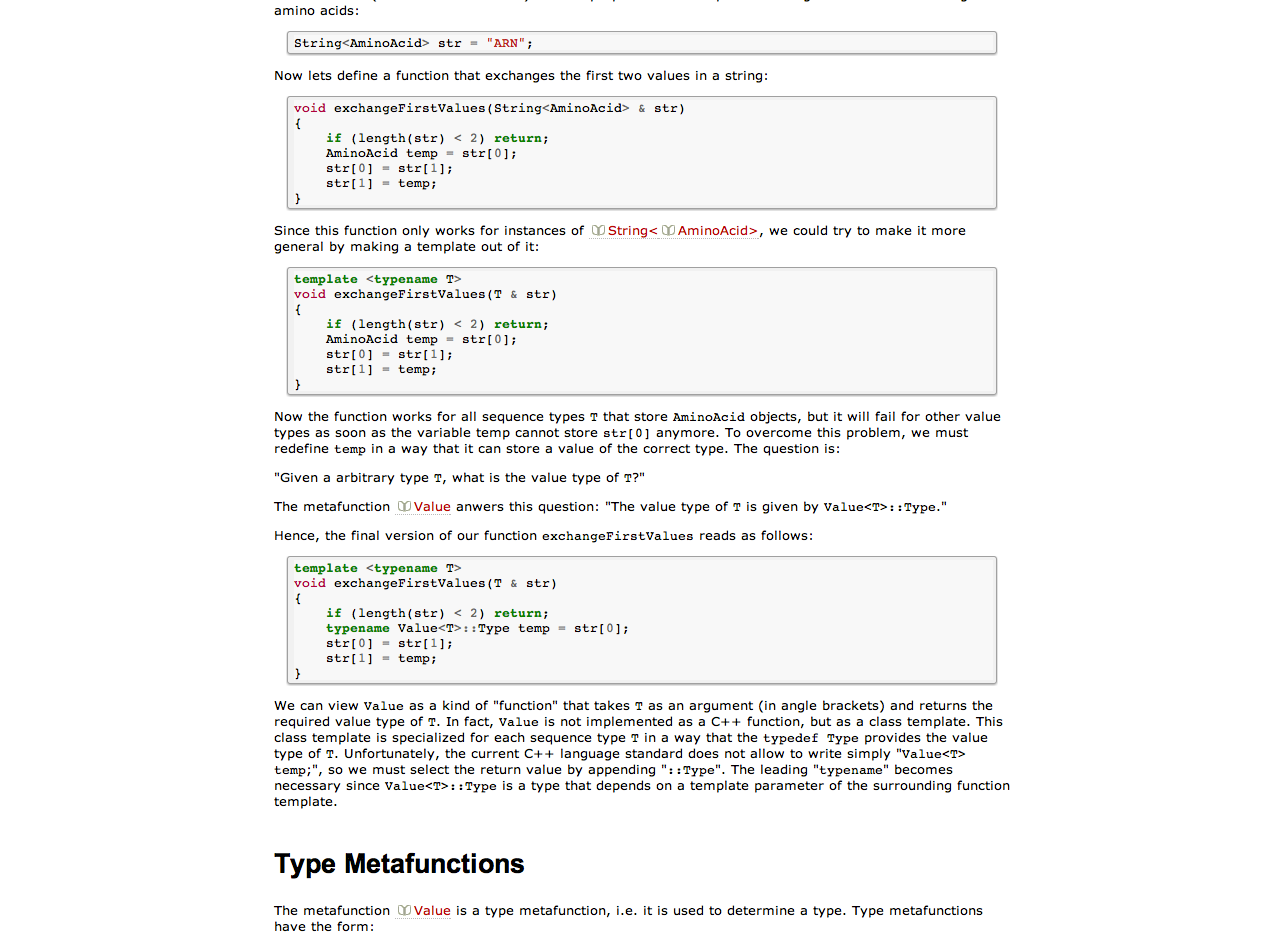 amino acids:
String<AminoAcid> str = "ARN";
Now lets define a function that exchanges the first two values in a string:
void exchangeFirstValues(String<AminoAcid> & str)
{
if (length(str) < 2) return;
AminoAcid temp = str[0];
str[0] = str[1];
str[1] = temp;
}
Since this function only works for instances of String< AminoAcid>, we could try to make it more
general by making a template out of it:
template <typename T>
void exchangeFirstValues(T & str)
{
if (length(str) < 2) return;
AminoAcid temp = str[0];
str[0] = str[1];
str[1] = temp;
}
Now the function works for all sequence types T that store AminoAcid objects, but it will fail for other value
types as soon as the variable temp cannot store str[0] anymore. To overcome this problem, we must
redefine temp in a way that it can store a value of the correct type. The question is:
"Given a arbitrary type T, what is the value type of T?"
The metafunction Value anwers this question: "The value type of T is given by Value<T>::Type."
Hence, the final version of our function exchangeFirstValues reads as follows:
template <typename T>
void exchangeFirstValues(T & str)
{
if (length(str) < 2) return;
typename Value<T>::Type temp = str[0];
str[0] = str[1];
str[1] = temp;
}
We can view Value as a kind of "function" that takes T as an argument (in angle brackets) and returns the
required value type of T. In fact, Value is not implemented as a C++ function, but as a class template. This
class template is specialized for each sequence type T in a way that the typedef Type provides the value
type of T. Unfortunately, the current C++ language standard does not allow to write simply "Value<T>
temp;", so we must select the return value by appending "::Type". The leading "typename" becomes
necessary since Value<T>::Type is a type that depends on a template parameter of the surrounding function
template.
Type Metafunctions
The metafunction Value is a type metafunction, i.e. it is used to determine a type. Type metafunctions
have the form: